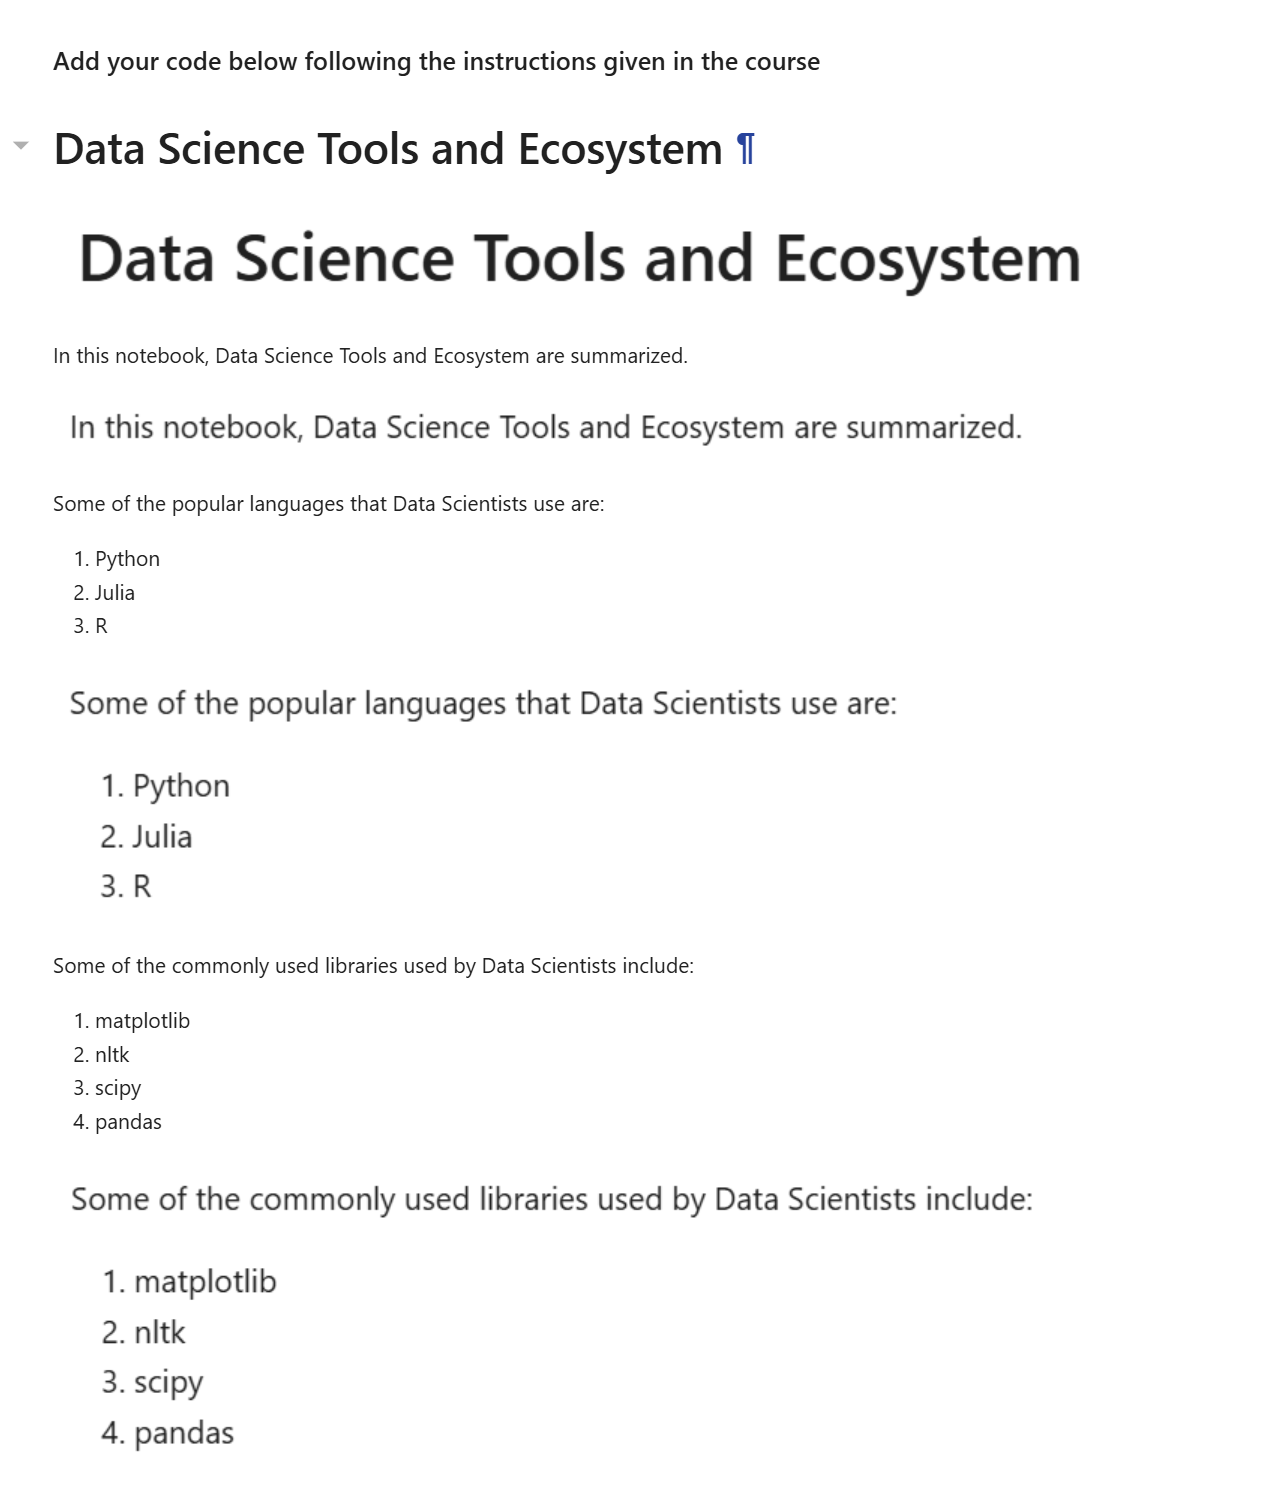 Add your code below following the instructions given in the course
Data Science Tools and Ecosystem ¶
Data Science Tools and Ecosystem
In this notebook, Data Science Tools and Ecosystem are summarized.
In this notebook, Data Science Tools and Ecosystem are summarized.
Some of the popular languages that Data Scientists use are:
1. Python
2. Julia
3. R
Some of the popular languages that Data Scientists use are:
1. Python
2. Julia
3. R
Some of the commonly used libraries used by Data Scientists include:
1. matplotlib
2. nltk
3. scipy
4. pandas
Some of the commonly used libraries used by Data Scientists include:
1. matplotlib
2. nltk
3. scipy
4. pandas